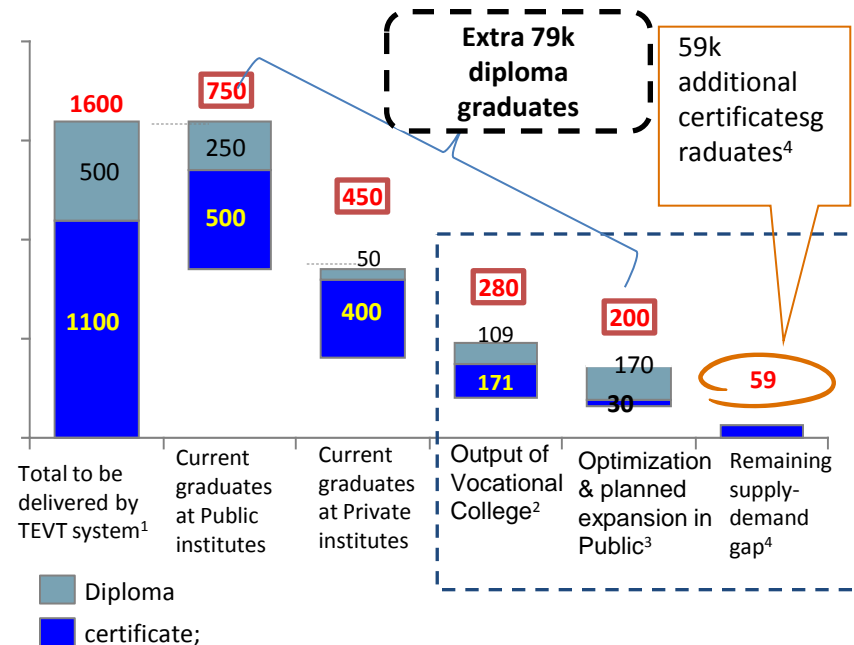 Extra 79k
diploma
graduates
59k
additional
certificatesg
raduates4
1600
750
450
280
200
59
500
1100
250
500
50
400
109
171
170
30
Total to be
delivered by
TEVT system1
Current
graduates
at Public
institutes
Current
graduates
at Private
institutes
Output of
Vocational
College2
Optimization
& planned
expansion in
Public3
Remaining
supply-
demand
gap4
Diploma
certificate;